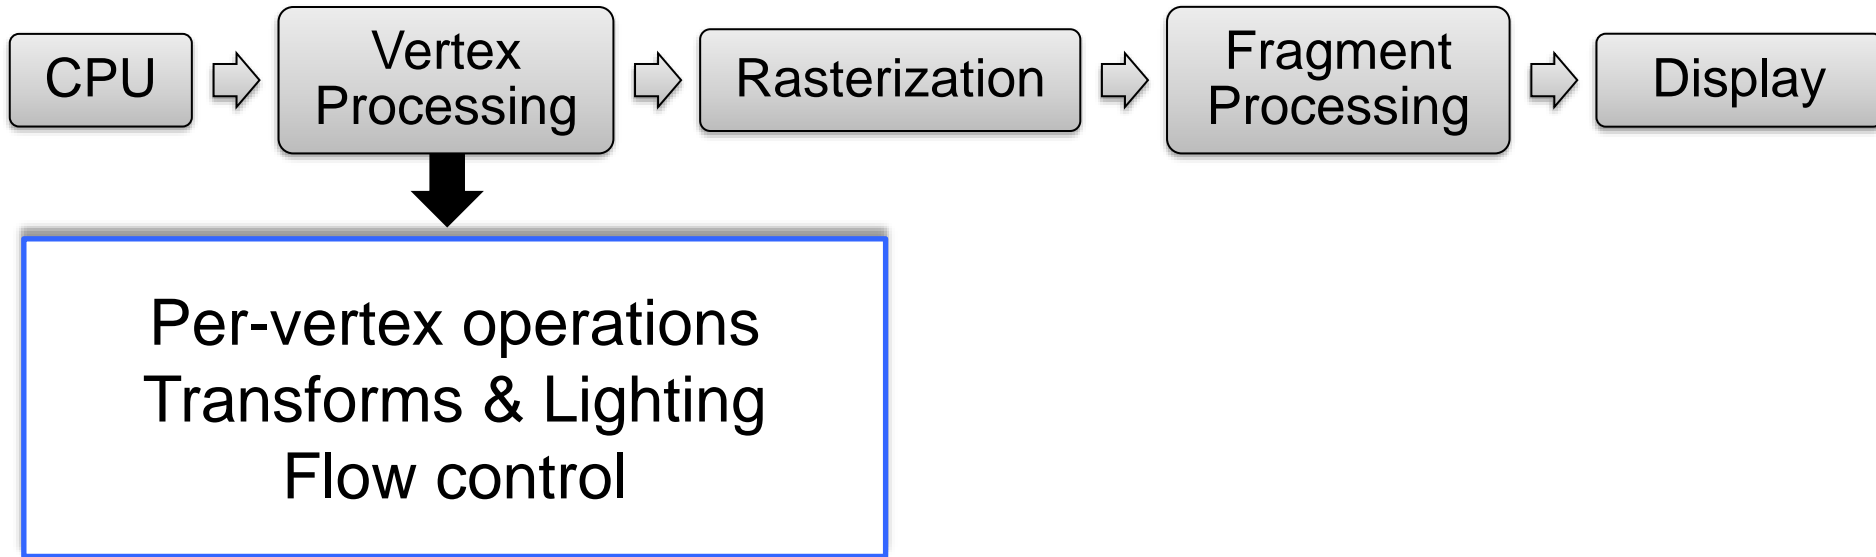 CPU
Vertex
Processing
Rasterization
Fragment
Processing
Display
Per-vertex operations
Transforms & Lighting
Flow control